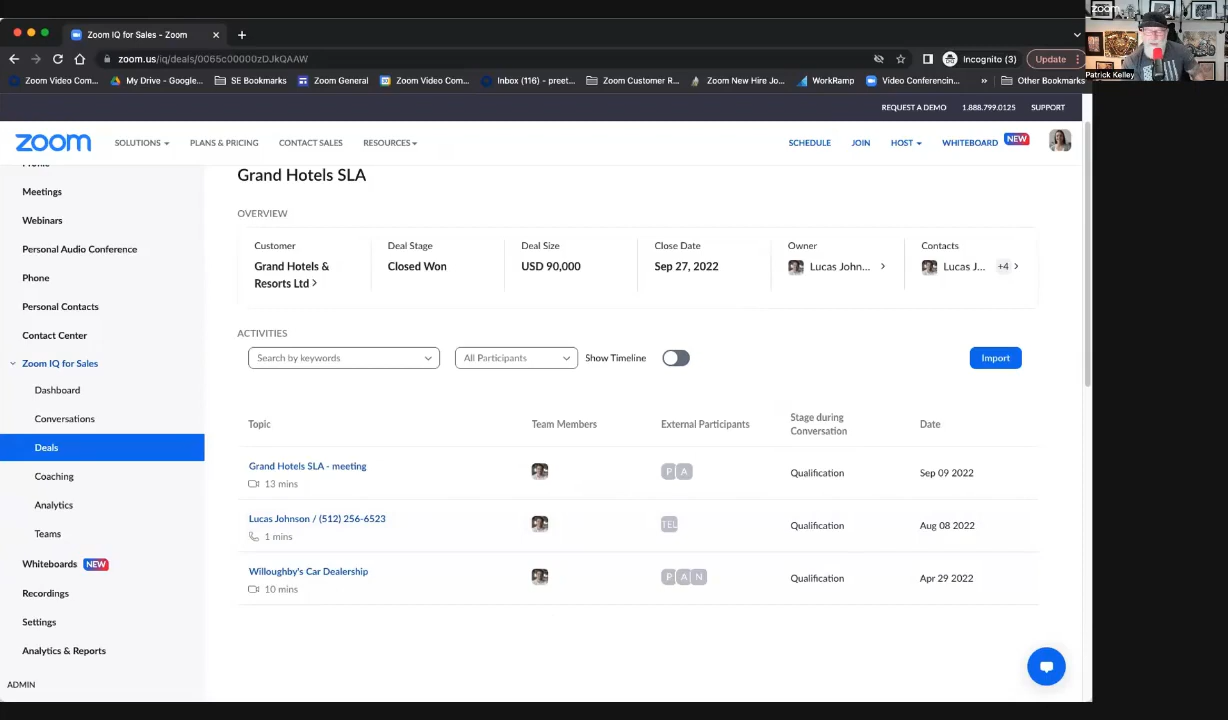 zoom
Patrick Kelley
Zoom IQ for Sales - Zoom
zoom.us/iq/deals/0065c00000zDJkQAAW
Incognito (3)
Update
Zoom Video Com...
My Drive - Google...
SE Bookmarks
Zoom General
Zoom Video Com...
Inbox (116) - preet...
Zoom Customer R...
Zoom New Hire Jo...
WorkRamp
Video Conferencin...
»
Other Bookmarks
REQUEST A DEMO
1.888.799.0125
SUPPORT
zoom
SOLUTIONS
PLANS & PRICING
CONTACT SALES
RESOURCES
SCHEDULE
JOIN
HOST
WHITEBOARD
NEW
Profile
Meetings
Webinars
Personal Audio Conference
Phone
Personal Contacts
Contact Center
Zoom IQ for Sales
Dashboard
Conversations
Deals
Coaching
Analytics
Teams
Whiteboards NEW
Recordings
Settings
Analytics & Reports
ADMIN
Grand Hotels SLA
OVERVIEW
Customer
Grand Hotels &
Resorts Ltd
Deal Stage
Closed Won
Deal Size
USD 90,000
Close Date
Sep 27, 2022
Owner
Lucas John...
Contacts
Lucas J... +4
ACTIVITIES
Search by keywords
All Participants
Show Timeline
Import
Topic
Team Members
External Participants
Stage during
Conversation
Date
Grand Hotels SLA - meeting
13 mins
P A
Qualification
Sep 09 2022
Lucas Johnson / (512) 256-6523
1 mins
TEL
Qualification
Aug 08 2022
Willoughby's Car Dealership
10 mins
P A N
Qualification
Apr 29 2022